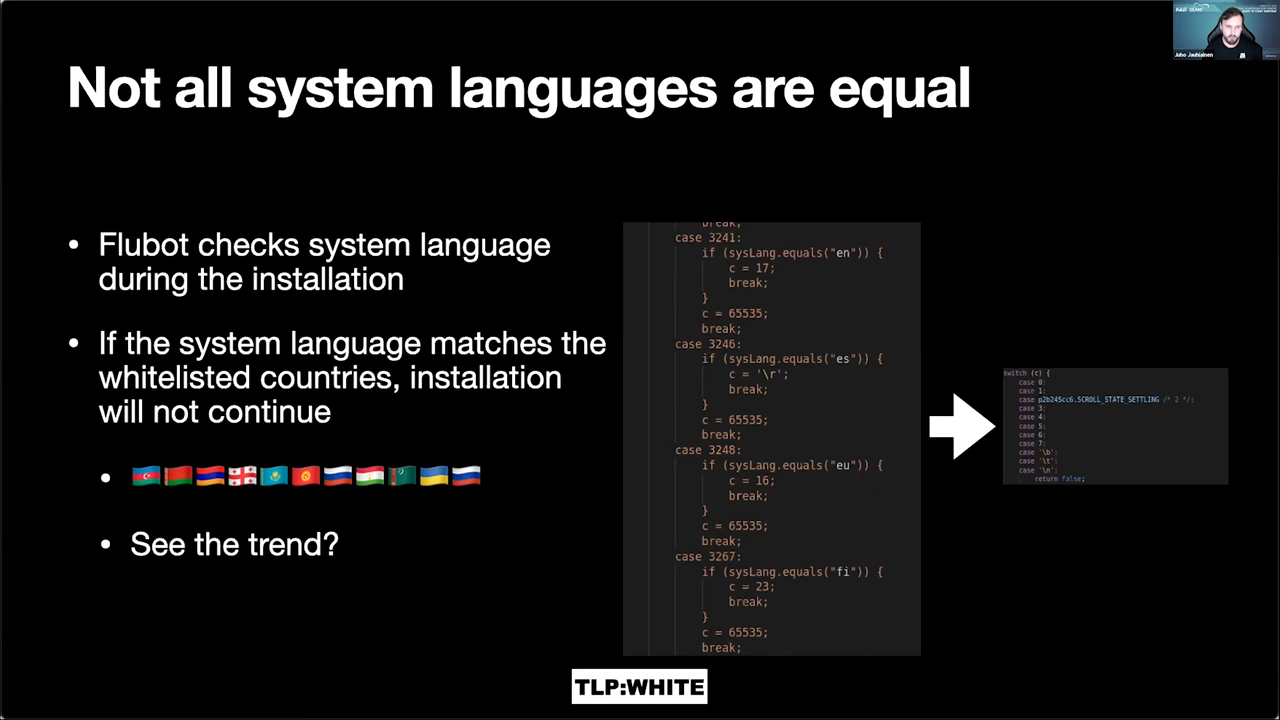 Not all system languages are equal
Juho Jauhiainen
• Flubot checks system language
during the installation
• If the system language matches the
whitelisted countries, installation
will not continue
• 🇦🇿🇧🇾🇦🇲🇬🇪🇰🇿🇰🇬🇷🇺🇹🇯🇹🇲🇺🇦🇷🇺
• See the trend?
break;
case 3241:
if (sysLang.equals("en")) {
c = 17;
break;
}
c = 65535;
break;
case 3246:
if (sysLang.equals("es")) {
c = '\r';
break;
}
c = 65535;
break;
case 3248:
if (sysLang.equals("eu")) {
c = 16;
break;
}
c = 65535;
break;
case 3267:
if (sysLang.equals("fi")) {
c = 23;
break;
}
c = 65535;
break;
switch (c) {
case 0:
case 1:
case p2b245cc6.SCROLL_STATE_SETTLING /* 2 */:
case 3:
case 4:
case 5:
case 6:
case 7:
case '\b':
case '\t':
case '\n':
return false;
TLP:WHITE